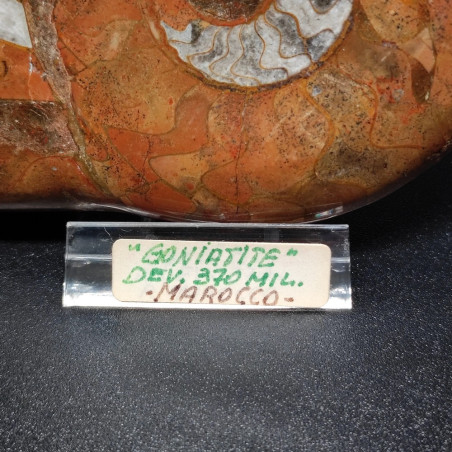 "GONIATITE"
DEV. 370 MIL.
-MAROCCO-